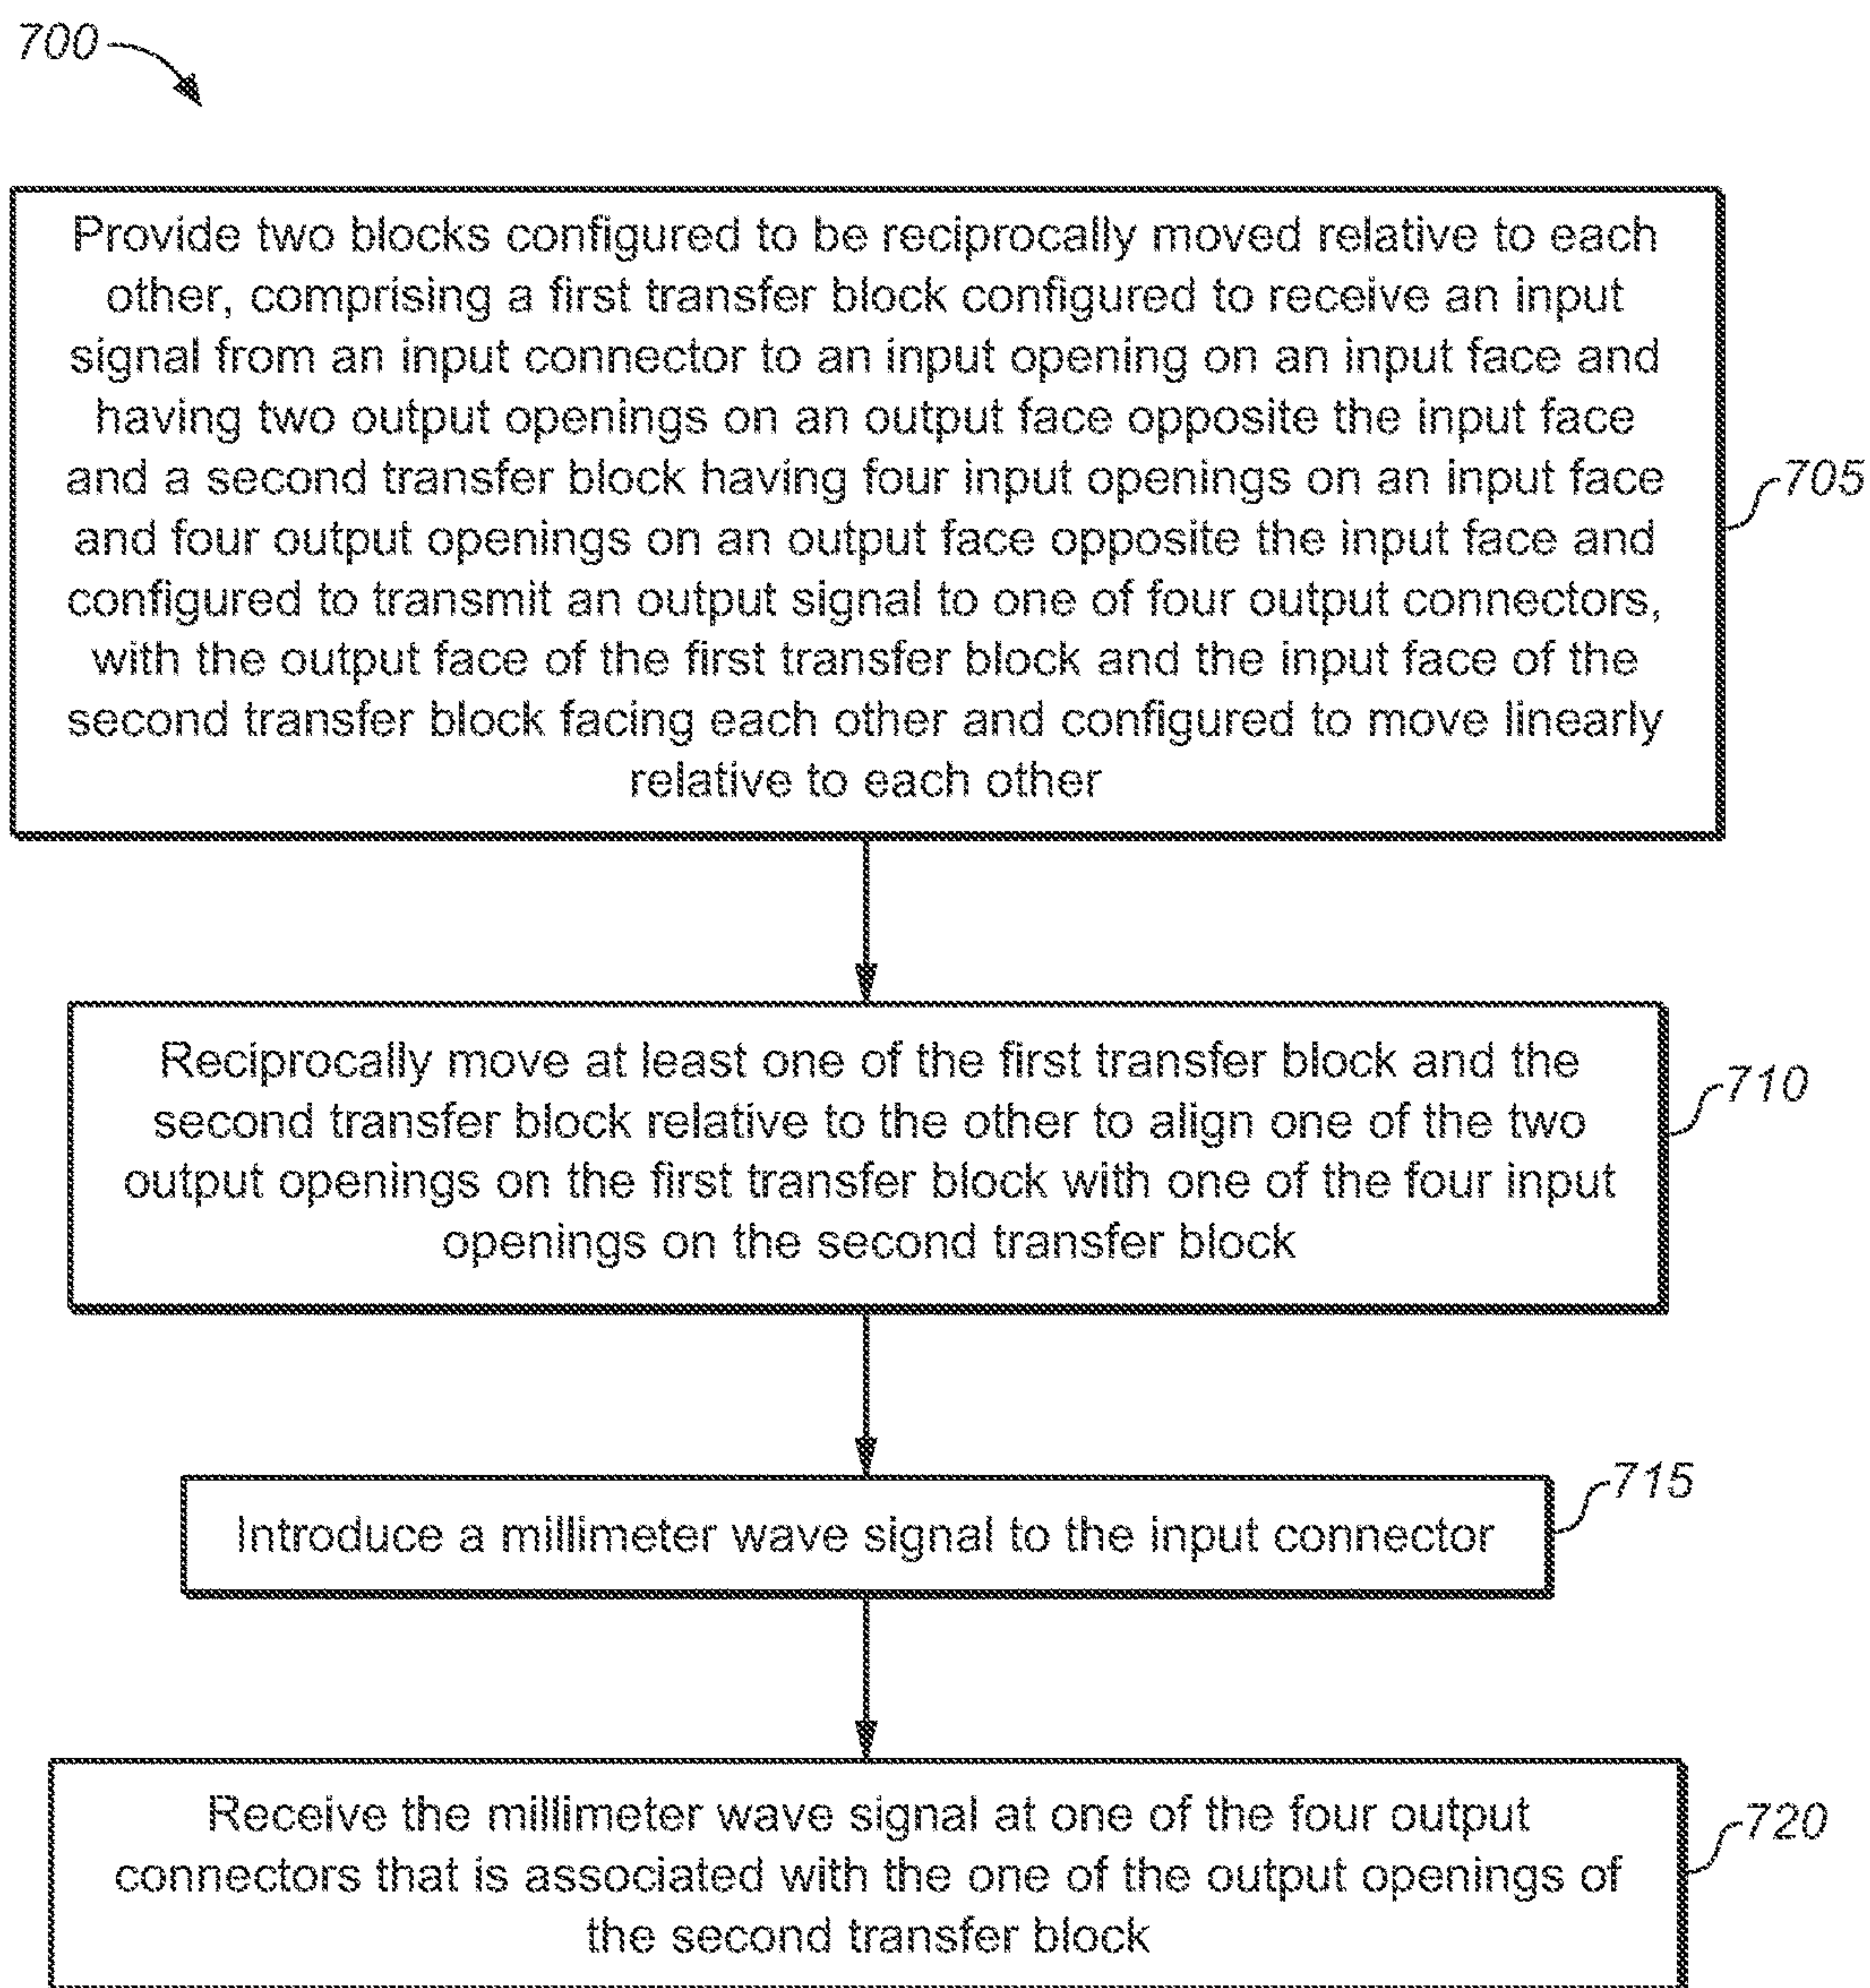 700
Provide two blocks configured to be reciprocally moved relative to each
other, comprising a first transfer block configured to receive an input
signal from an input connector to an input opening on an input face and
having two output openings on an output face opposite the input face
and a second transfer block having four input openings on an input face
and four output openings on an output face opposite the input face and
configured to transmit an output signal to one of four output connectors,
with the output face of the first transfer block and the input face of the
second transfer block facing each other and configured to move linearly
relative to each other
705
Reciprocally move at least one of the first transfer block and the
second transfer block relative to the other to align one of the two
output openings on the first transfer block with one of the four input
openings on the second transfer block
710
Introduce a millimeter wave signal to the input connector
715
Receive the millimeter wave signal at one of the four output
connectors that is associated with the one of the output openings of
the second transfer block
720